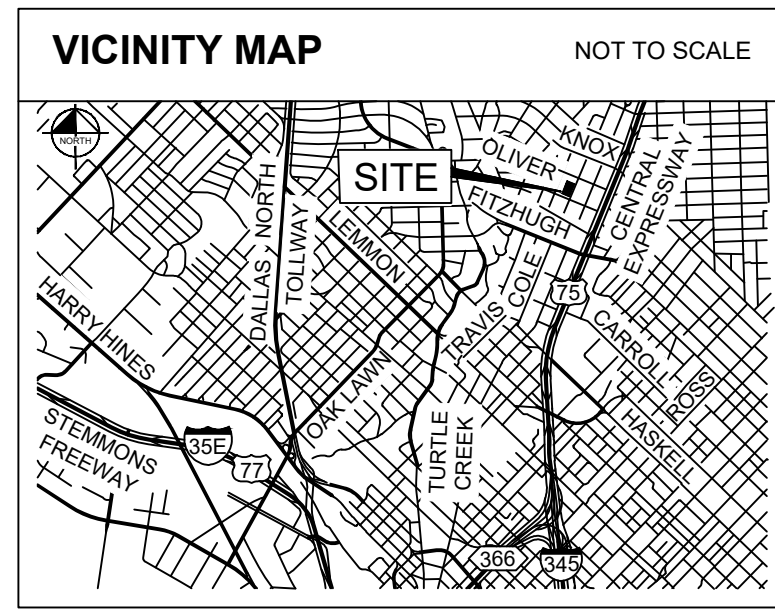 VICINITY MAP
NOT TO SCALE
NORTH
SITE
OLIVER
KNOX
FITZHUGH
CENTRAL
EXPRESSWAY
DALLAS NORTH
TOLLWAY
LEMMON
TRAVIS
COLE
75
HARRY HINES
CARROLL
ROSS
OAK LAWN
HASKELL
STEMMONS
FREEWAY
35E
77
TURTLE
CREEK
366
345